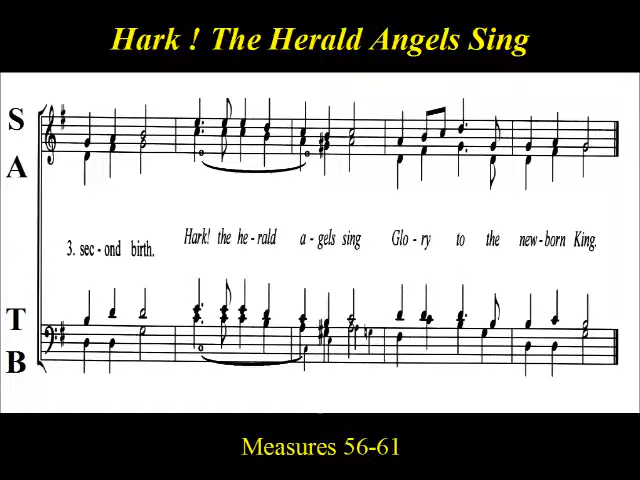 Hark ! The Herald Angels Sing
S
A
3. sec - ond birth. Hark! the he - rald a - gels sing Glo - ry to the new - born King.
T
B
Measures 56-61